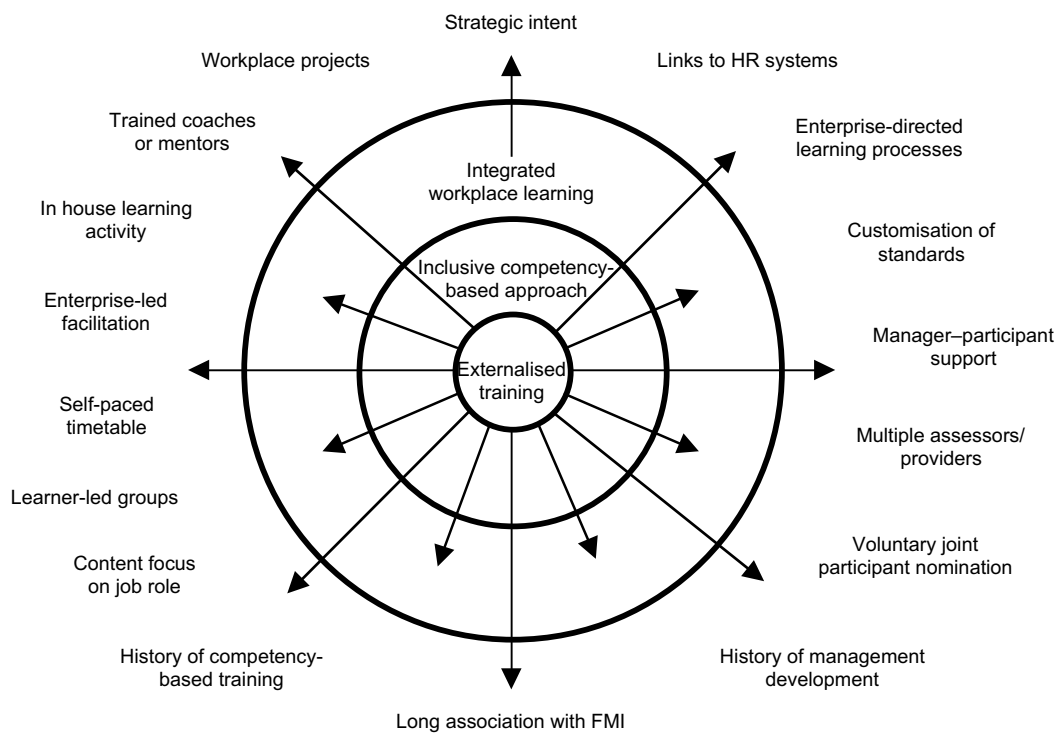 Strategic intent
Workplace projects
Links to HR systems
Trained coaches
or mentors
Enterprise-directed
learning processes
Integrated
workplace learning
In house learning
activity
Customisation of
standards
Inclusive competency-
based approach
Enterprise-led
facilitation
Manager–participant
support
Externalised
training
Self-paced
timetable
Multiple assessors/
providers
Learner-led groups
Content focus
on job role
Voluntary joint
participant nomination
History of competency-
based training
History of management
development
Long association with FMI